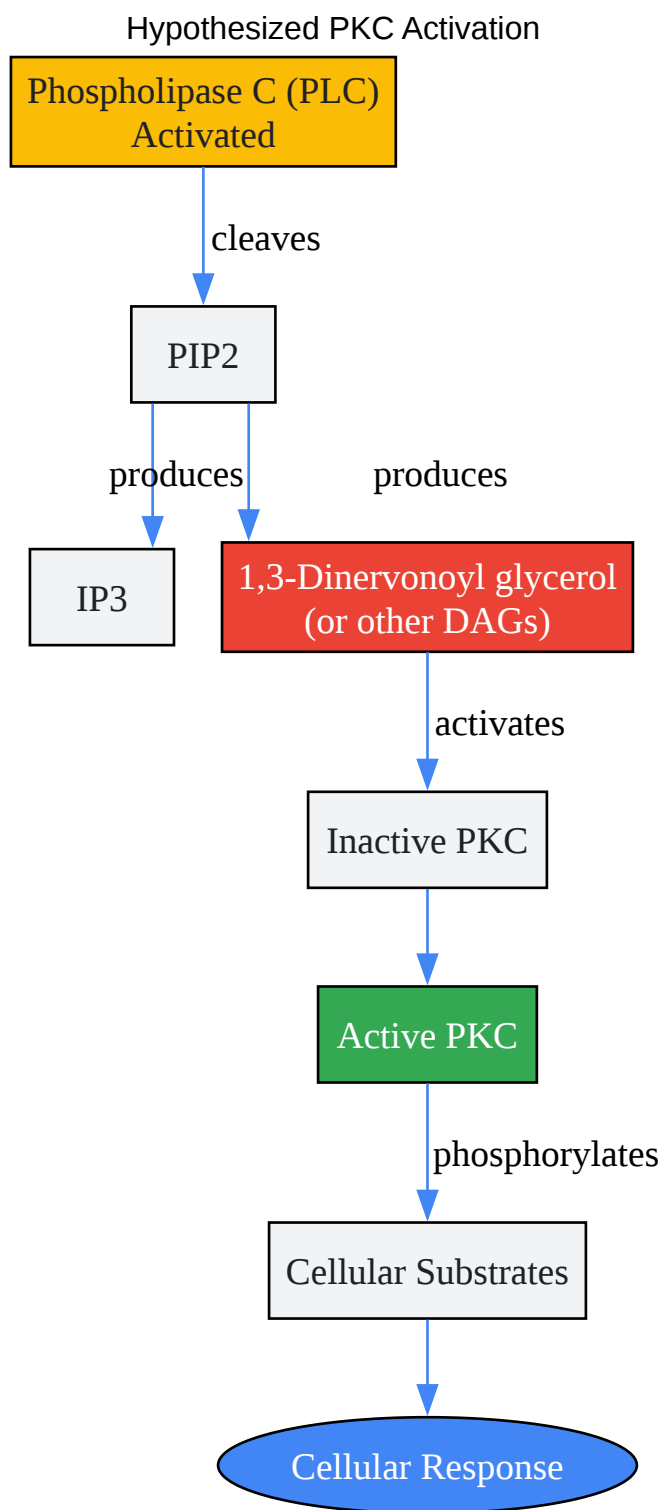 Hypothesized PKC Activation
Phospholipase C (PLC)
Activated
cleaves
PIP2
produces
produces
IP3
1,3-Dinervonoyl glycerol
(or other DAGs)
activates
Inactive PKC
Active PKC
phosphorylates
Cellular Substrates
Cellular Response